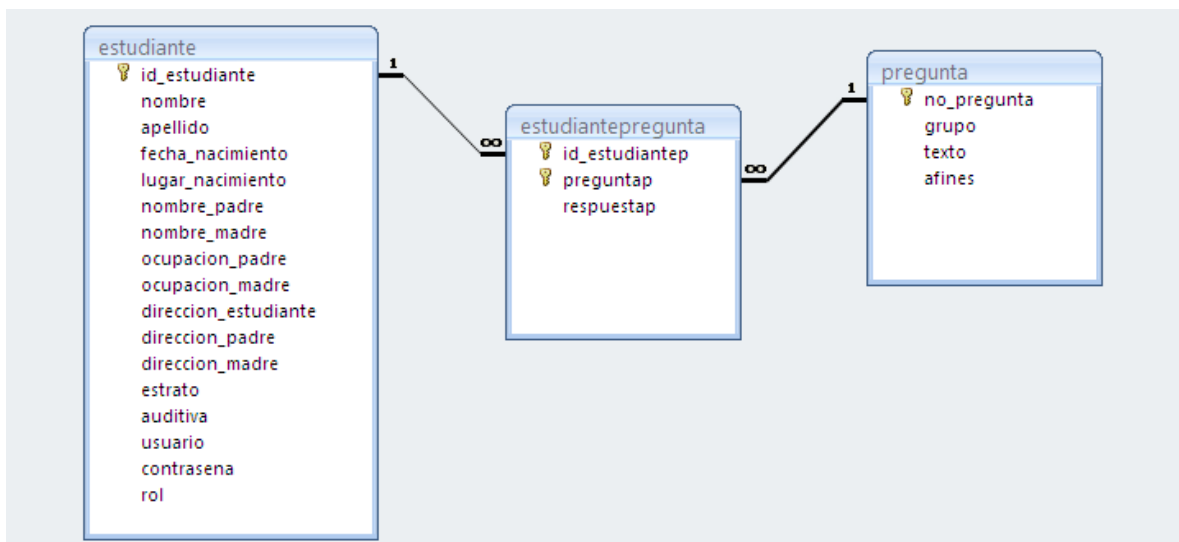 estudiante
id_estudiante
nombre
apellido
fecha_nacimiento
lugar_nacimiento
nombre_padre
nombre_madre
ocupacion_padre
ocupacion_madre
direccion_estudiante
direccion_padre
direccion_madre
estrato
auditiva
usuario
contrasena
rol
1
∞
estudiantepregunta
id_estudiantep
preguntap
respuestap
∞
1
pregunta
no_pregunta
grupo
texto
afines